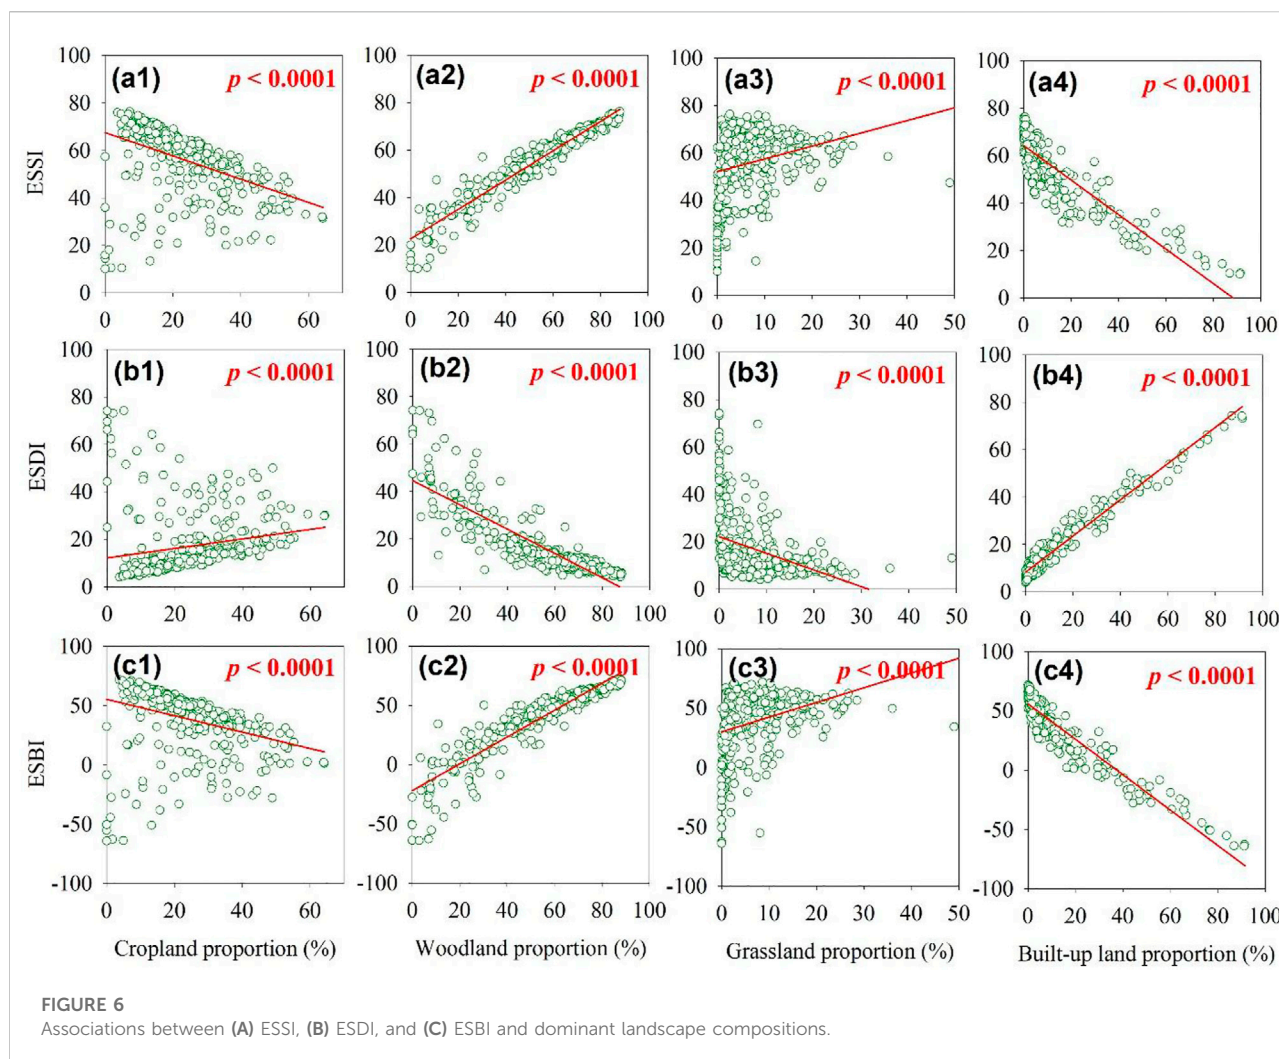 100
80
60
40
20
0
ESSI
(a1)
p < 0.0001
0 20 40 60
100
80
60
40
20
0
(a2)
p < 0.0001
0 20 40 60 80 100
100
80
60
40
20
0
(a3)
p < 0.0001
0 10 20 30 40 50
100
80
60
40
20
0
(a4)
p < 0.0001
0 20 40 60 80 100
100
80
60
40
20
0
ESDI
(b1)
p < 0.0001
0 20 40 60
100
80
60
40
20
0
(b2)
p < 0.0001
0 20 40 60 80 100
100
80
60
40
20
0
(b3)
p < 0.0001
0 10 20 30 40 50
100
80
60
40
20
0
(b4)
p < 0.0001
0 20 40 60 80 100
100
50
0
-50
-100
ESBI
(c1)
p < 0.0001
0 20 40 60
Cropland proportion (%)
100
50
0
-50
-100
(c2)
p < 0.0001
0 20 40 60 80 100
Woodland proportion (%)
100
50
0
-50
-100
(c3)
p < 0.0001
0 10 20 30 40 50
Grassland proportion (%)
100
50
0
-50
-100
(c4)
p < 0.0001
0 20 40 60 80 100
Built-up land proportion (%)
FIGURE 6
Associations between (A) ESSI, (B) ESDI, and (C) ESBI and dominant landscape compositions.